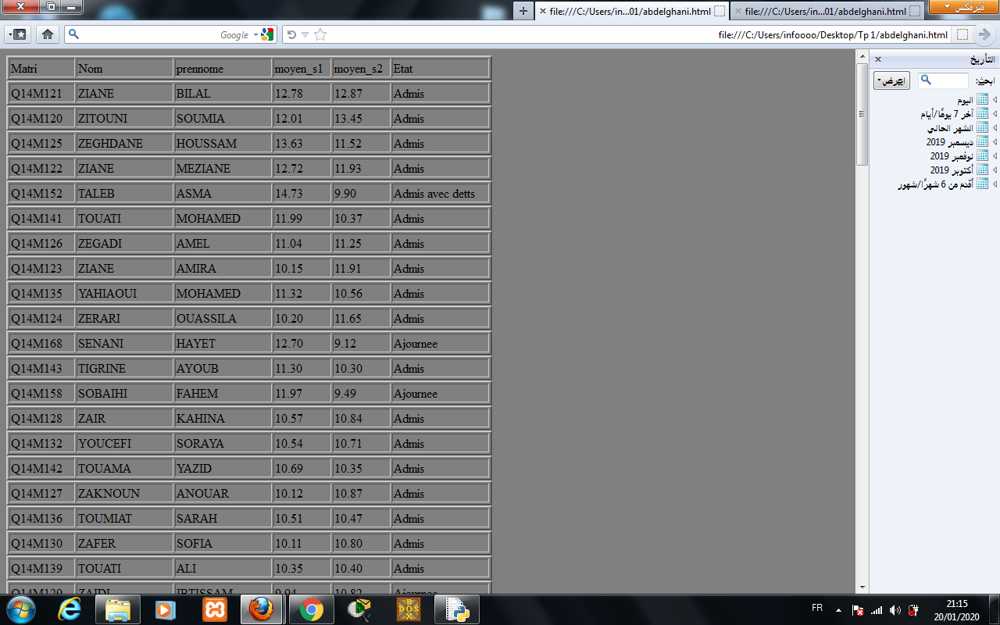 file:///C:/Users/in...01/abdelghani.html
file:///C:/Users/in...01/abdelghani.html
فَيَرفُكس
Google
file:///C:/Users/infoooo/Desktop/Tp 1/abdelghani.html
التأريخ
ابحث:
اعرض
اليوم
آخر 7 يومًا/أيام
الشهر الحالي
ديسمبر 2019
نوفمبر 2019
أكتوبر 2019
أقدم من 6 شهرًا/شهور
Matri Nom prennome moyen_s1 moyen_s2 Etat
Q14M121 ZIANE BILAL 12.78 12.87 Admis
Q14M120 ZITOUNI SOUMIA 12.01 13.45 Admis
Q14M125 ZEGHDANE HOUSSAM 13.63 11.52 Admis
Q14M122 ZIANE MEZIANE 12.72 11.93 Admis
Q14M152 TALEB ASMA 14.73 9.90 Admis avec detts
Q14M141 TOUATI MOHAMED 11.99 10.37 Admis
Q14M126 ZEGADI AMEL 11.04 11.25 Admis
Q14M123 ZIANE AMIRA 10.15 11.91 Admis
Q14M135 YAHIAOUI MOHAMED 11.32 10.56 Admis
Q14M124 ZERARI OUASSILA 10.20 11.65 Admis
Q14M168 SENANI HAYET 12.70 9.12 Ajournee
Q14M143 TIGRINE AYOUB 11.30 10.30 Admis
Q14M158 SOBAIHI FAHEM 11.97 9.49 Ajournee
Q14M128 ZAIR KAHINA 10.57 10.84 Admis
Q14M132 YOUCEFI SORAYA 10.54 10.71 Admis
Q14M142 TOUAMA YAZID 10.69 10.35 Admis
Q14M127 ZAKNOUN ANOUAR 10.12 10.87 Admis
Q14M136 TOUMIAT SARAH 10.51 10.47 Admis
Q14M130 ZAFER SOFIA 10.11 10.80 Admis
Q14M139 TOUATI ALI 10.35 10.40 Admis
Q14M129 ZAIDI 9.94 10.82 Ajournee
FR
21:15
20/01/2020